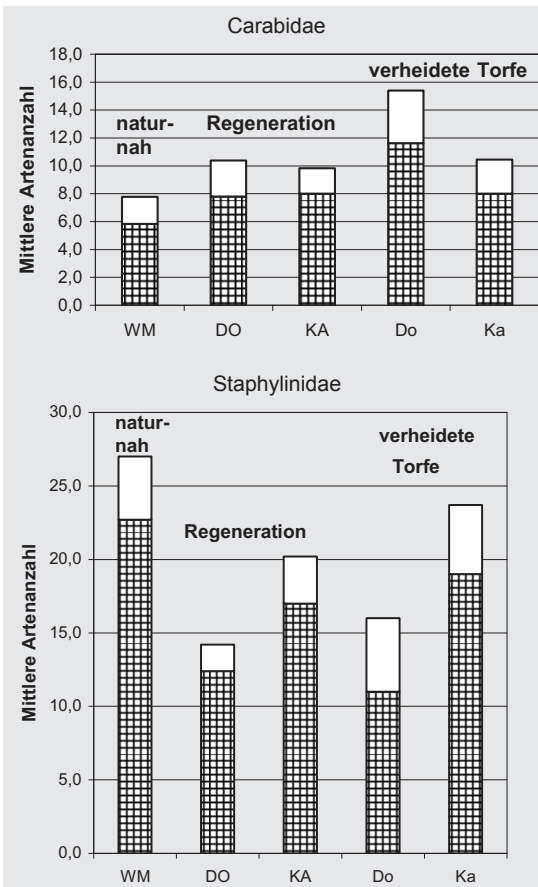 Carabidae
Mittlere Artenanzahl
18,0
16,0
14,0
12,0
10,0
8,0
6,0
4,0
2,0
0,0
verheidete Torfe
natur-
nah
Regeneration
WM DO KA Do Ka
Staphylinidae
Mittlere Artenanzahl
30,0
25,0
20,0
15,0
10,0
5,0
0,0
natur-
nah
verheidete
Torfe
Regeneration
WM DO KA Do Ka